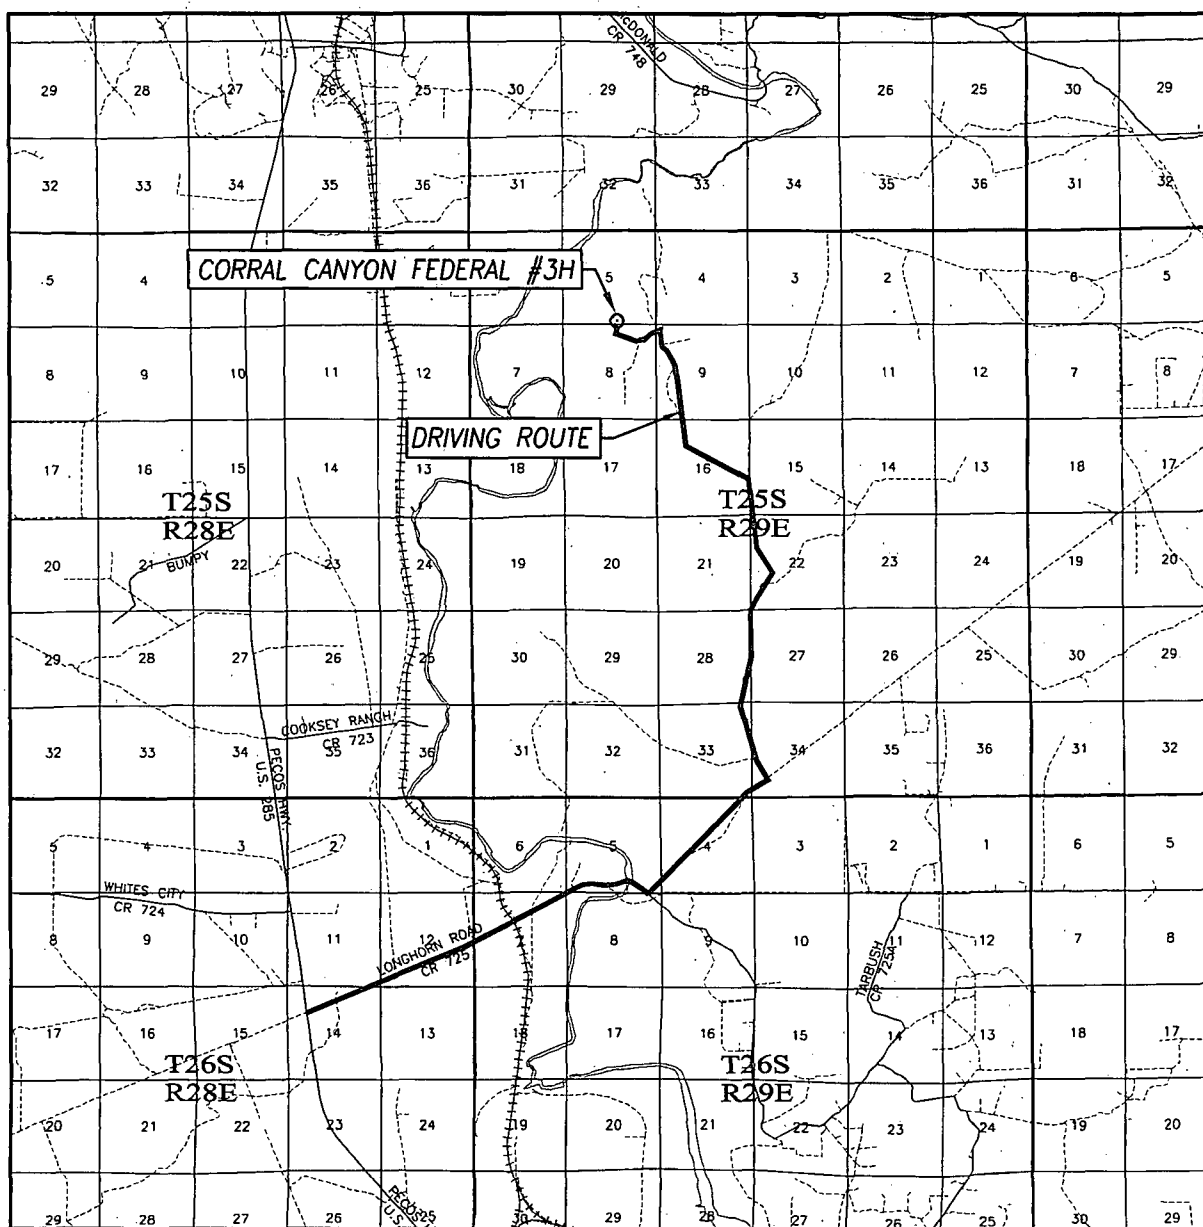 McDONALD
CR 748
29 28 27 26 25 30 29 28 27 26 25 30 29
32 33 34 35 36 31 32 33 34 35 36 31 32
CORRAL CANYON FEDERAL #3H
5 4 5 4 3 2 1 6 5
8 9 10 11 12 7 8 9 10 11 12 7 8
DRIVING ROUTE
17 16 15 14 13 18 17 16 15 14 13 18 17
T25S
R28E
T25S
R29E
20 21 22 23 24 19 20 21 22 23 24 19 20
BUMPY
29 28 27 26 25 30 29 28 27 26 25 30 29
COOKSEY RANCH
CR 723
32 33 34 35 36 31 32 33 34 35 36 31 32
PECOS HWY.
U.S. 285
5 4 3 2 1 6 5 4 3 2 1 6 5
WHITES CITY
CR 724
8 9 10 11 12 7 8 9 10 11 12 7 8
LONGHORN ROAD
CR 725
TARBUSH
CR 725A
17 16 15 14 13 18 17 16 15 14 13 18 17
T26S
R28E
T26S
R29E
20 21 22 23 24 19 20 21 22 23 24 19 20
PECOS
U.S.
29 28 27 26 25 30 29 28 27 26 25 30 29